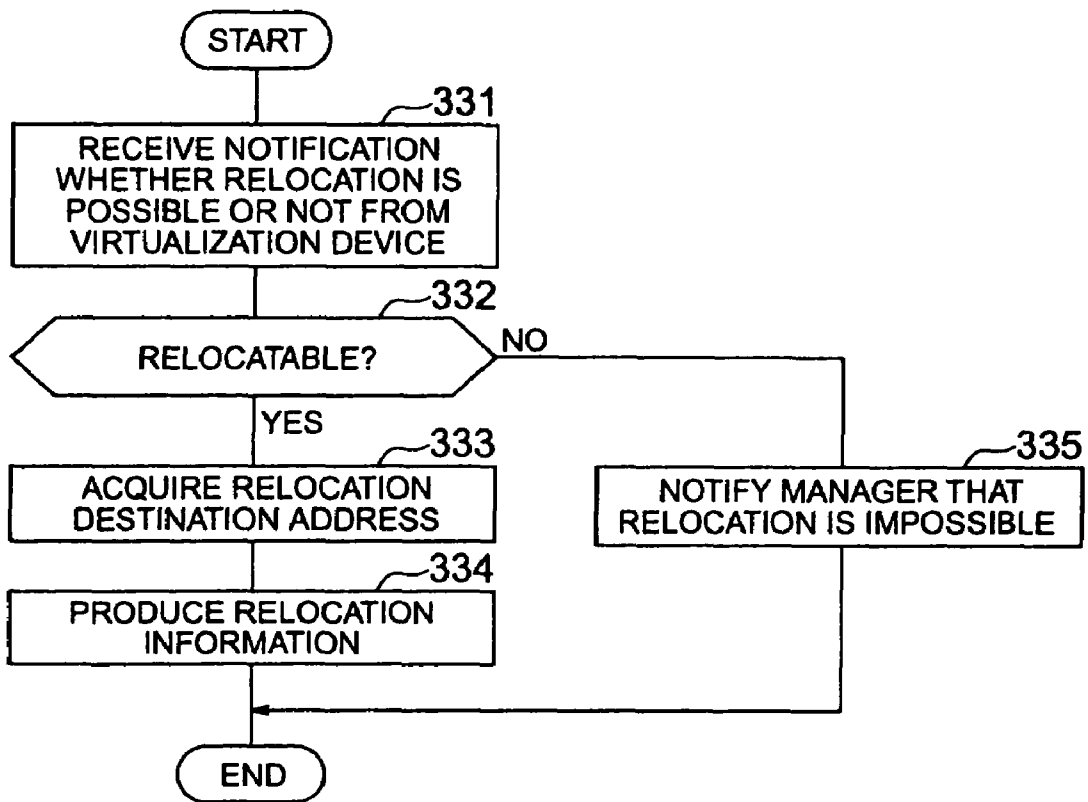 START
331
RECEIVE NOTIFICATION
WHETHER RELOCATION IS
POSSIBLE OR NOT FROM
VIRTUALIZATION DEVICE
332
RELOCATABLE?
NO
YES
333
ACQUIRE RELOCATION
DESTINATION ADDRESS
335
NOTIFY MANAGER THAT
RELOCATION IS IMPOSSIBLE
334
PRODUCE RELOCATION
INFORMATION
END